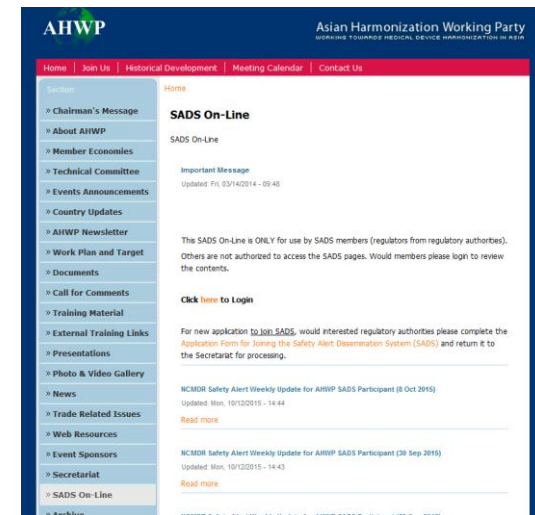 AHWP
Asian Harmonization Working Party
WORKING TOWARDS MEDICAL DEVICE HARMONIZATION IN ASIA
Home | Join Us | Historical Development | Meeting Calendar | Contact Us
Section
» Chairman's Message
» About AHWP
» Member Economies
» Technical Committee
» Events Announcements
» Country Updates
» AHWP Newsletter
» Work Plan and Target
» Documents
» Call for Comments
» Training Material
» External Training Links
» Presentations
» Photo & Video Gallery
» News
» Trade Related Issues
» Web Resources
» Event Sponsors
» Secretariat
» SADS On-Line
» Archive
Home
SADS On-Line
SADS On-Line
Important Message
Updated: Fri, 03/14/2014 - 09:48
This SADS On-Line is ONLY for use by SADS members (regulators from regulatory authorities).
Others are not authorized to access the SADS pages. Would members please login to review
the contents.
Click here to Login
For new application to join SADS, would interested regulatory authorities please complete the
Application Form for Joining the Safety Alert Dissemination System (SADS) and return it to
the Secretariat for processing.
NCMDR Safety Alert Weekly Update for AHWP SADS Participant (8 Oct 2015)
Updated: Mon, 10/12/2015 - 14:44
Read more
NCMDR Safety Alert Weekly Update for AHWP SADS Participant (30 Sep 2015)
Updated: Mon, 10/12/2015 - 14:43
Read more